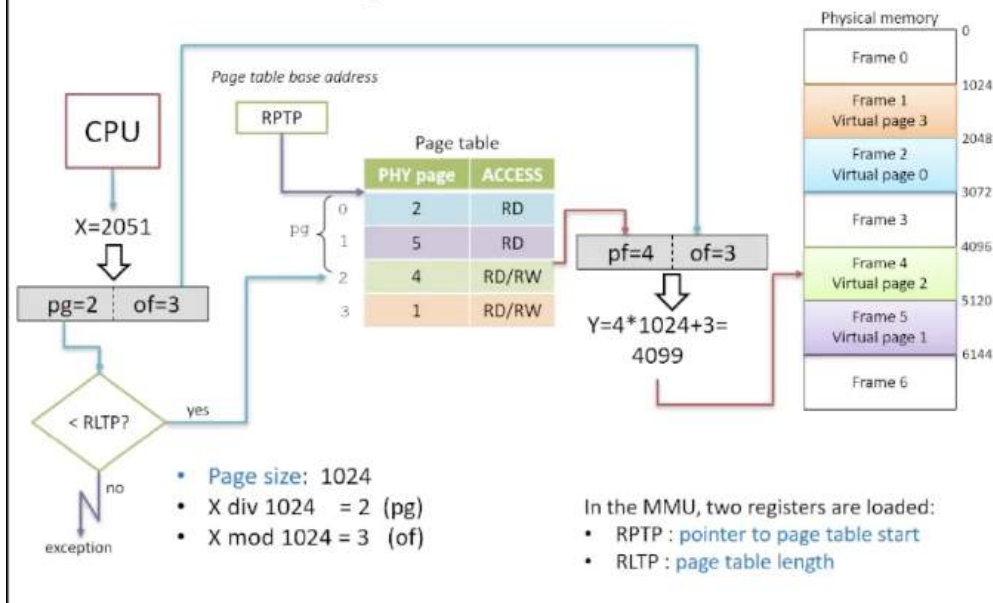 Physical memory
0
Frame 0
Page table base address
1024
CPU
RPTP
Frame 1
Virtual page 3
Page table
2048
PHY page ACCESS
Frame 2
Virtual page 0
0 2 RD
3072
X=2051
pg
1 5 RD
Frame 3
pf=4 of=3
4096
2 4 RD/RW
Frame 4
Virtual page 2
pg=2 of=3
3 1 RD/RW
5120
Y=4*1024+3=
4099
Frame 5
Virtual page 1
6144
Frame 6
< RLTP?
yes
no
exception
• Page size: 1024
• X div 1024 = 2 (pg)
• X mod 1024 = 3 (of)
In the MMU, two registers are loaded:
• RPTP : pointer to page table start
• RLTP : page table length